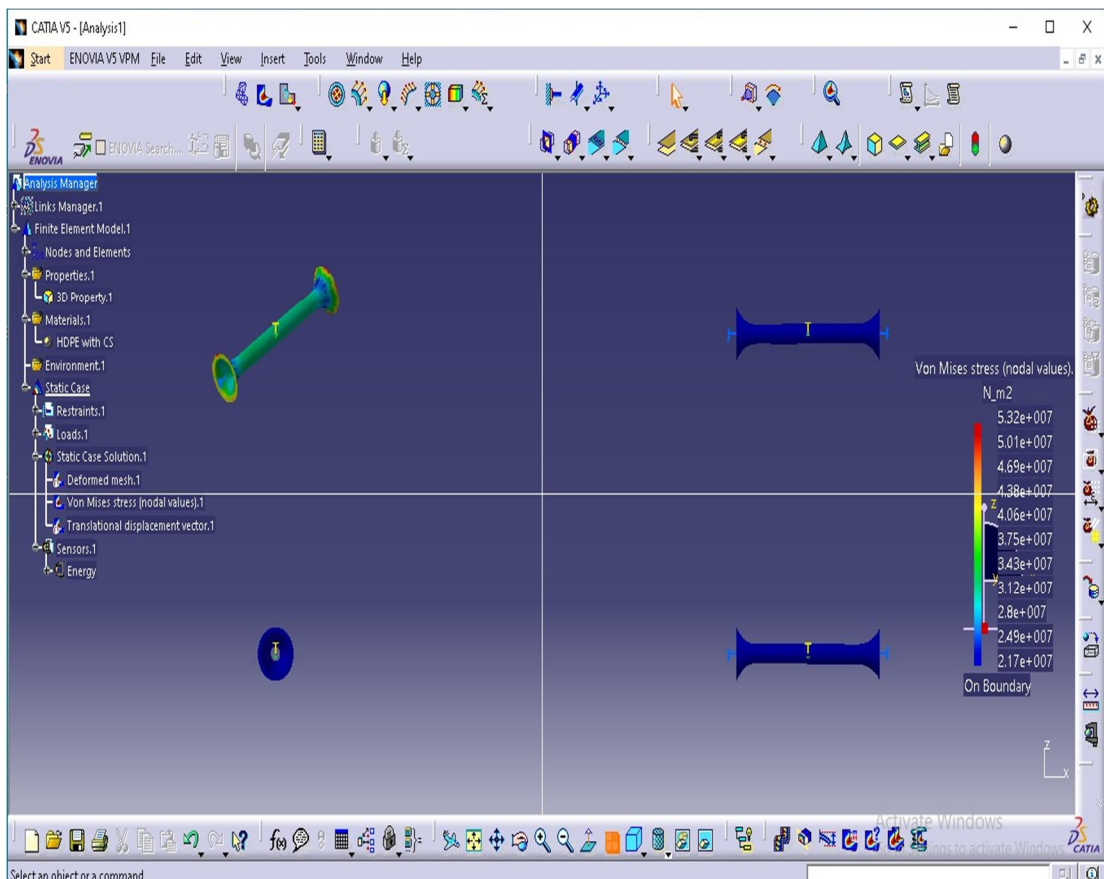 CATIA V5 - [Analysis1]
Start ENOVIA V5 VPM File Edit View Insert Tools Window Help
DS ENOVIA
ENOVIA Search...
Analysis Manager
Links Manager.1
Finite Element Model.1
Nodes and Elements
Properties.1
3D Property.1
Materials.1
HDPE with CS
Environment.1
Static Case
Restraints.1
Loads.1
Static Case Solution.1
Deformed mesh.1
Von Mises stress (nodal values).1
Translational displacement vector.1
Sensors.1
Energy
T
T
T
T
Von Mises stress (nodal values).
N_m2
5.32e+007
5.01e+007
4.69e+007
4.38e+007
4.06e+007
3.75e+007
3.43e+007
3.12e+007
2.8e+007
2.49e+007
2.17e+007
On Boundary
z
y
z
x
f(x)
Activate Windows
to activate Windows
DS CATIA
Select an object or a command